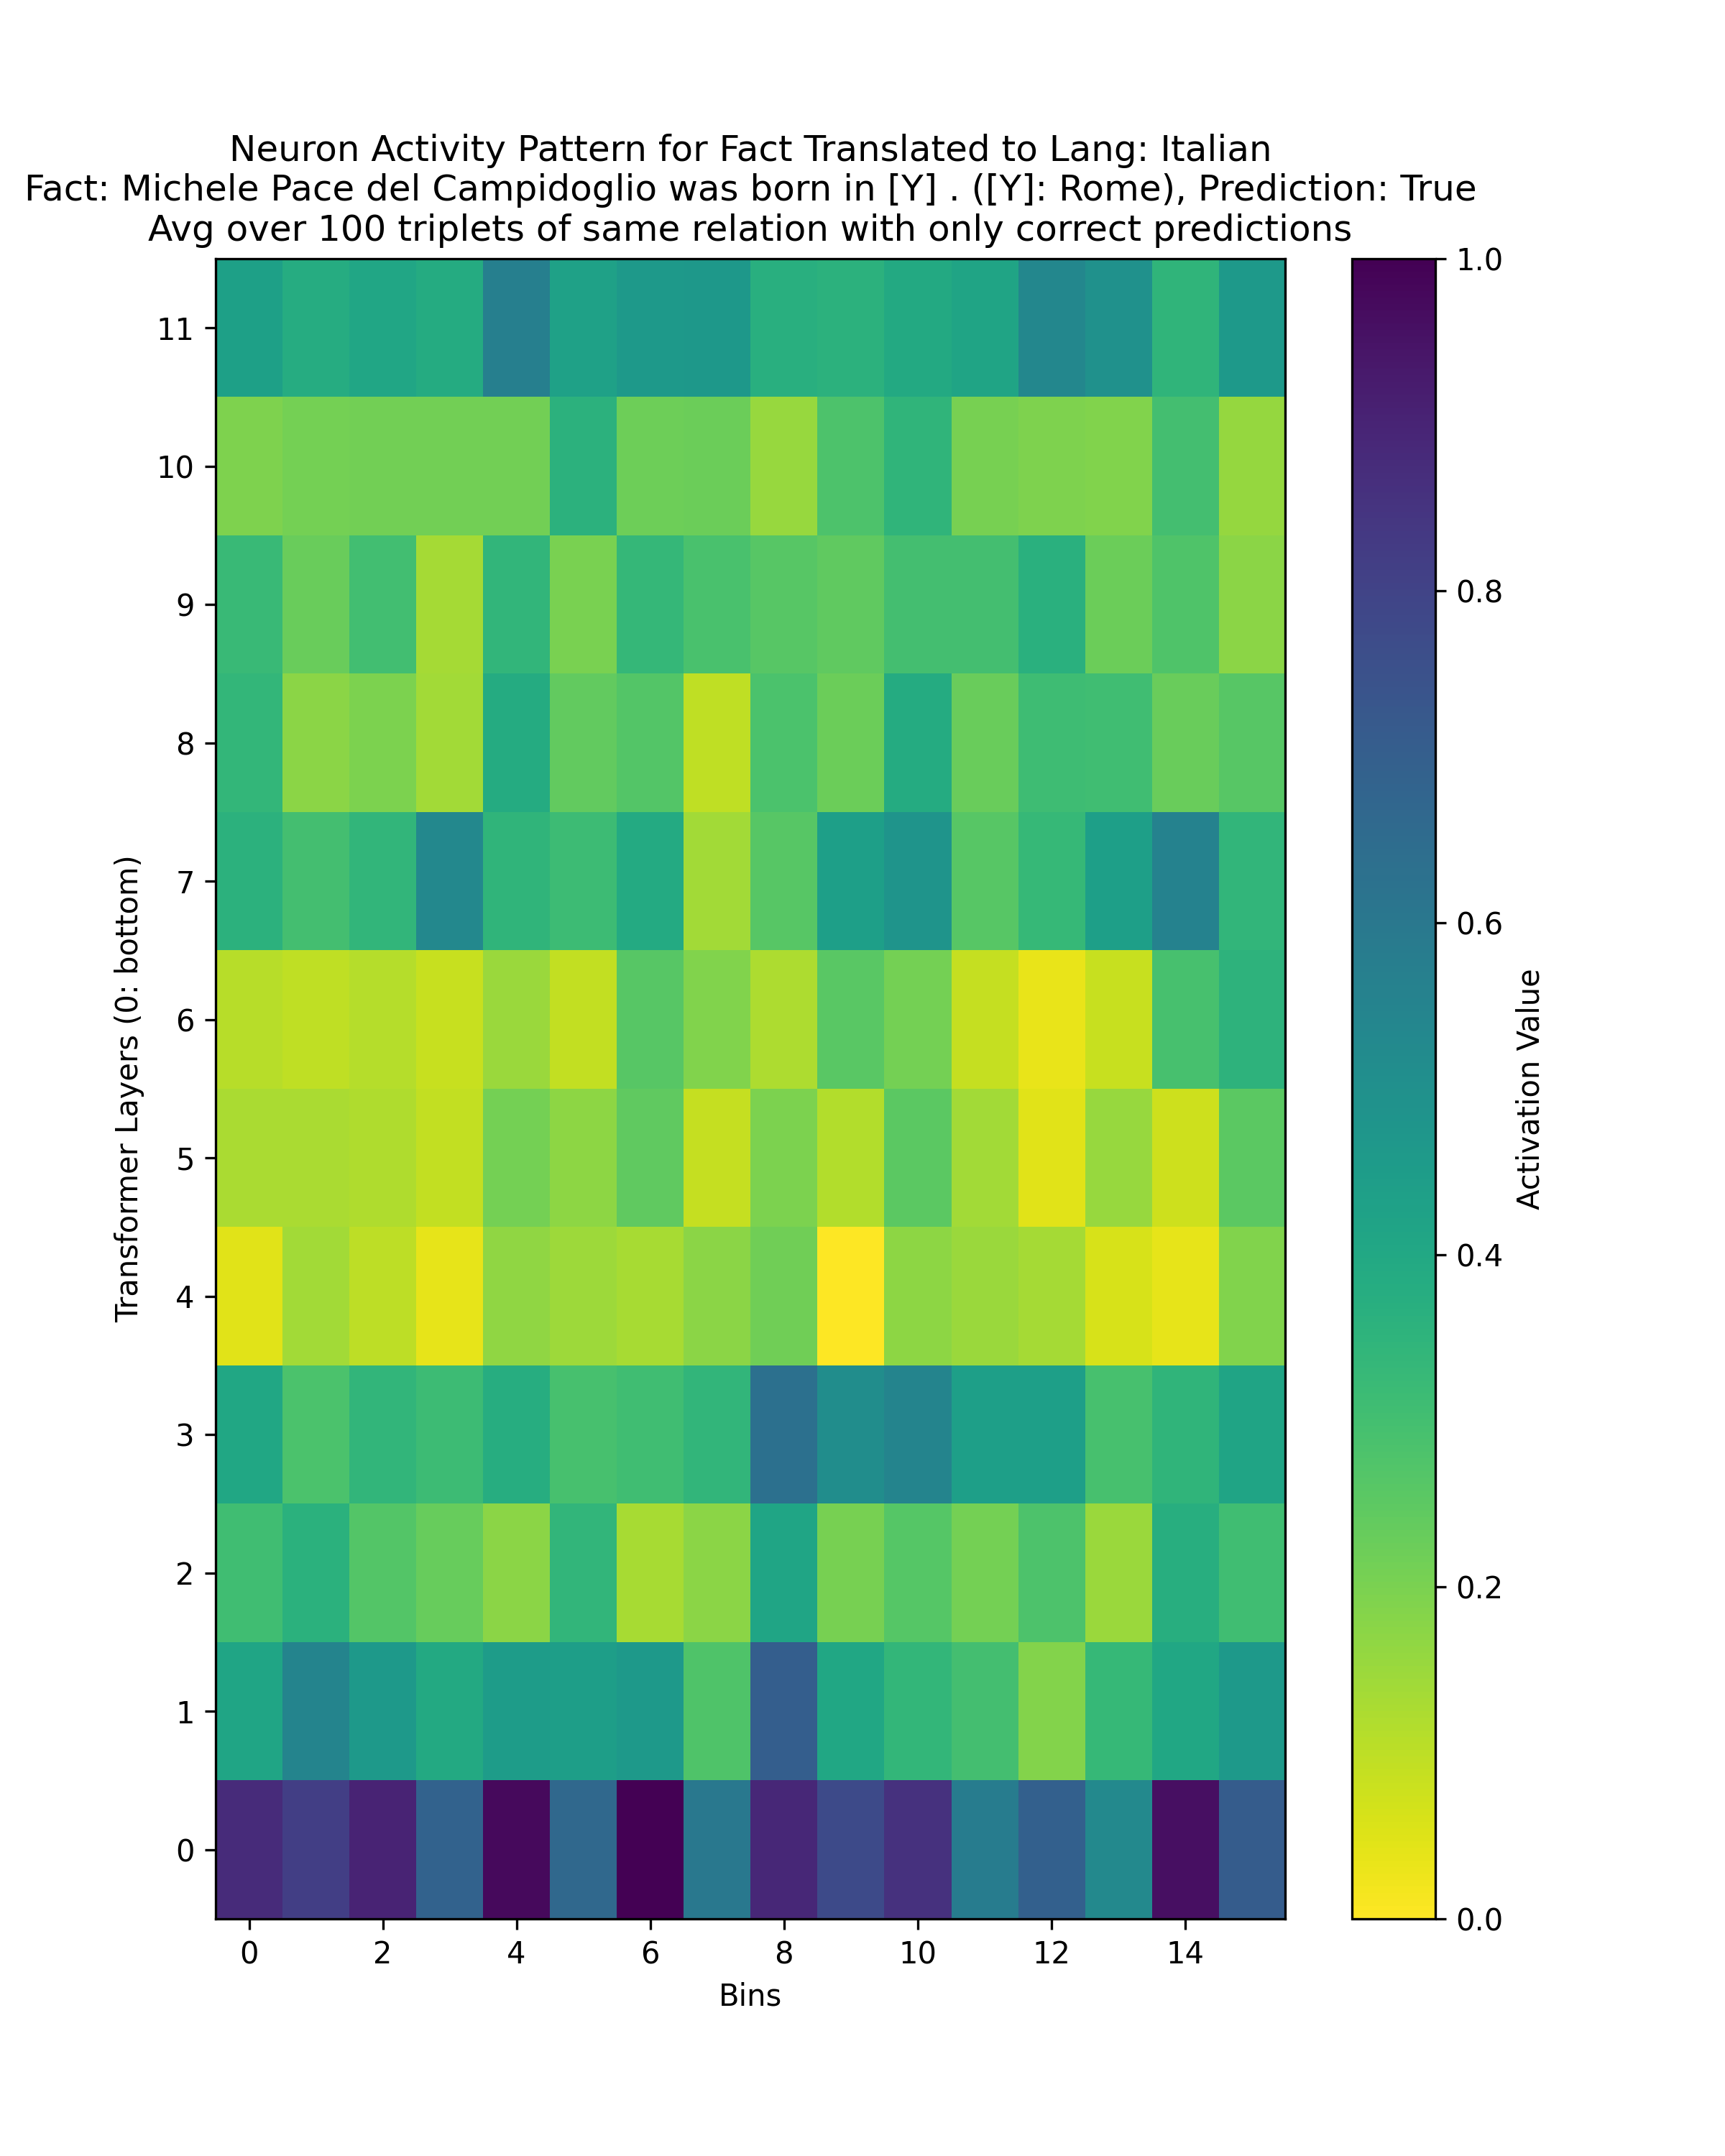 Neuron Activity Pattern for Fact Translated to Lang: Italian
Fact: Michele Pace del Campidoglio was born in [Y] . ([Y]: Rome), Prediction: True
Avg over 100 triplets of same relation with only correct predictions
11
10
9
8
7
6
5
4
3
2
1
0
Transformer Layers (0: bottom)
0 2 4 6 8 10 12 14
Bins
1.0
0.8
0.6
0.4
0.2
0.0
Activation Value